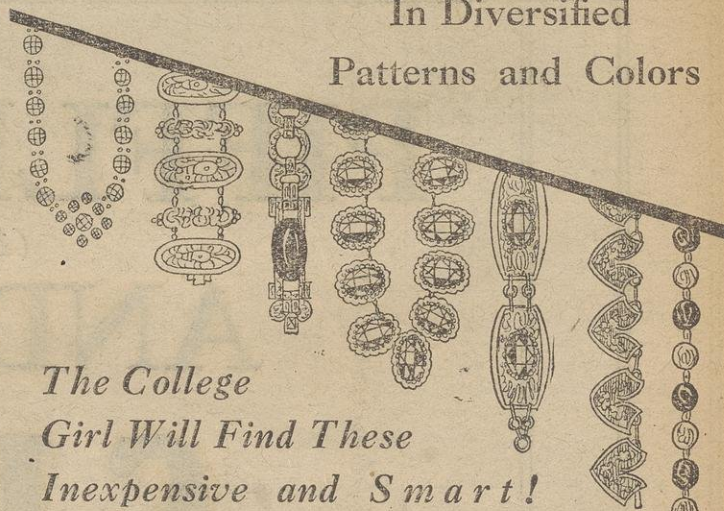 In Diversified
Patterns and Colors
The College
Girl Will Find These
Inexpensive and Smart!